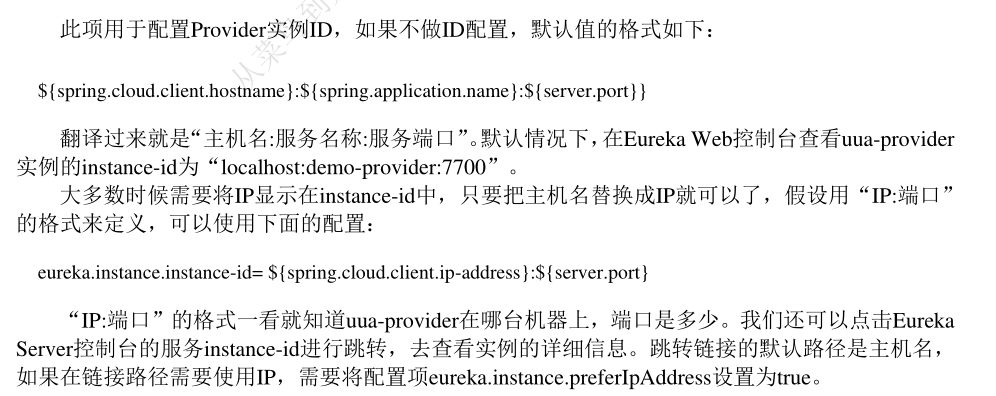 此项用于配置Provider实例ID，如果不做ID配置，默认值的格式如下：
${spring.cloud.client.hostname}:${spring.application.name}:${server.port}}
翻译过来就是“主机名:服务名称:服务端口”。默认情况下，在Eureka Web控制台查看uua-provider
实例的instance-id为“localhost:demo-provider:7700”。
大多数时候需要将IP显示在instance-id中，只要把主机名替换成IP就可以了，假设用“IP:端口”
的格式来定义，可以使用下面的配置：
eureka.instance.instance-id= ${spring.cloud.client.ip-address}:${server.port}
“IP:端口”的格式一看就知道uua-provider在哪台机器上，端口是多少。我们还可以点击Eureka
Server控制台的服务instance-id进行跳转，去查看实例的详细信息。跳转链接的默认路径是主机名，
如果在链接路径需要使用IP，需要将配置项eureka.instance.preferIpAddress设置为true。